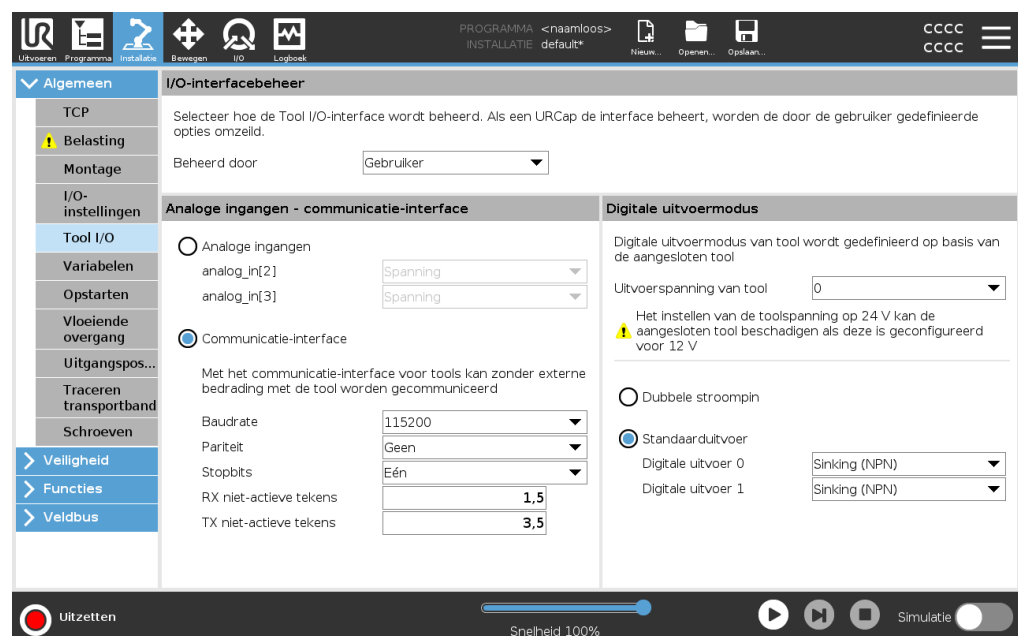 PROGRAMMA <naamloos>
INSTALLATIE default*
CCCC
CCCC
Uitvoeren Programma Installatie Bewegen I/O Logboek Nieuw... Openen... Opslaan...
Algemeen
TCP
Belasting
Montage
I/O-
instellingen
Tool I/O
Variabelen
Opstarten
Vloeiende
overgang
Uitgangspos...
Traceren
transportband
Schroeven
Veiligheid
Functies
Veldbus
I/O-interfacebeheer
Selecteer hoe de Tool I/O-interface wordt beheerd. Als een URCap de interface beheert, worden de door de gebruiker gedefinieerde
opties omzeild.
Beheerd door Gebruiker
Analoge ingangen - communicatie-interface
Analoge ingangen
analog_in[2] Spanning
analog_in[3] Spanning
Communicatie-interface
Met het communicatie-interface voor tools kan zonder externe
bedrading met de tool worden gecommuniceerd
Baudrate 115200
Pariteit Geen
Stopbits Eén
RX niet-actieve tekens 1,5
TX niet-actieve tekens 3,5
Digitale uitvoermodus
Digitale uitvoermodus van tool wordt gedefinieerd op basis van
de aangesloten tool
Uitvoerspanning van tool 0
Het instellen van de toolspanning op 24 V kan de
aangesloten tool beschadigen als deze is geconfigureerd
voor 12 V
Dubbele stroompin
Standaarduitvoer
Digitale uitvoer 0 Sinking (NPN)
Digitale uitvoer 1 Sinking (NPN)
Uitzetten
Snelheid 100%
Simulatie